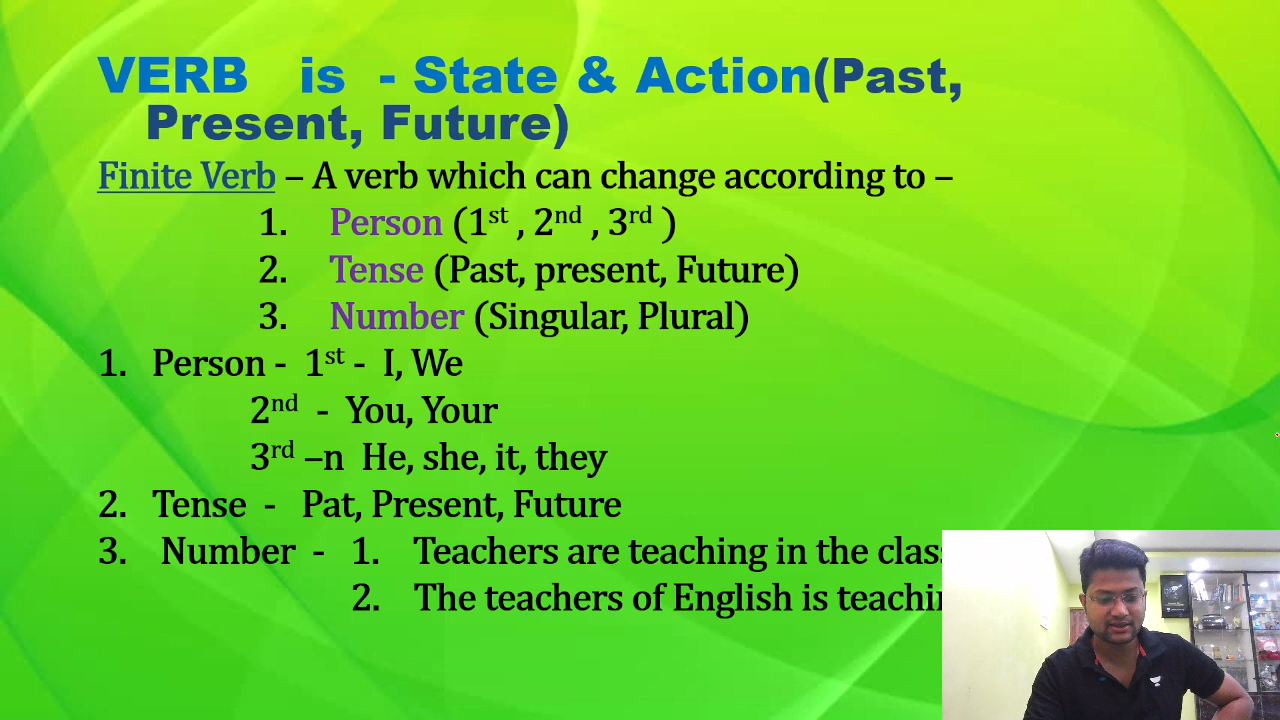 VERB is - State & Action(Past,
Present, Future)
Finite Verb – A verb which can change according to –
1. Person (1st , 2nd , 3rd )
2. Tense (Past, present, Future)
3. Number (Singular, Plural)
1. Person - 1st - I, We
2nd - You, Your
3rd –n He, she, it, they
2. Tense - Pat, Present, Future
3. Number - 1. Teachers are teaching in the
2. The teachers of English is